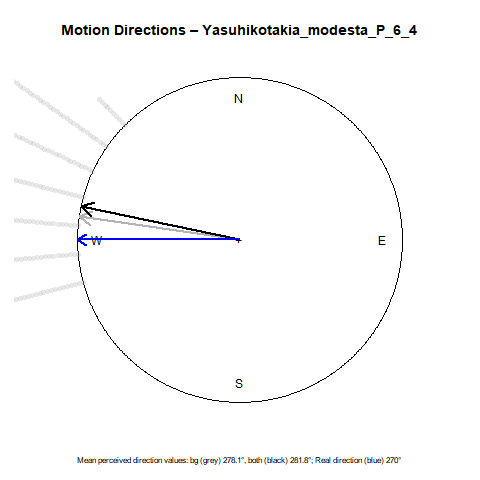 Motion Directions – Yasuhikotakia_modesta_P_6_4
N
W
E
S
Mean perceived direction values: bg (grey) 278.1°, both (black) 281.8°; Real direction (blue) 270°